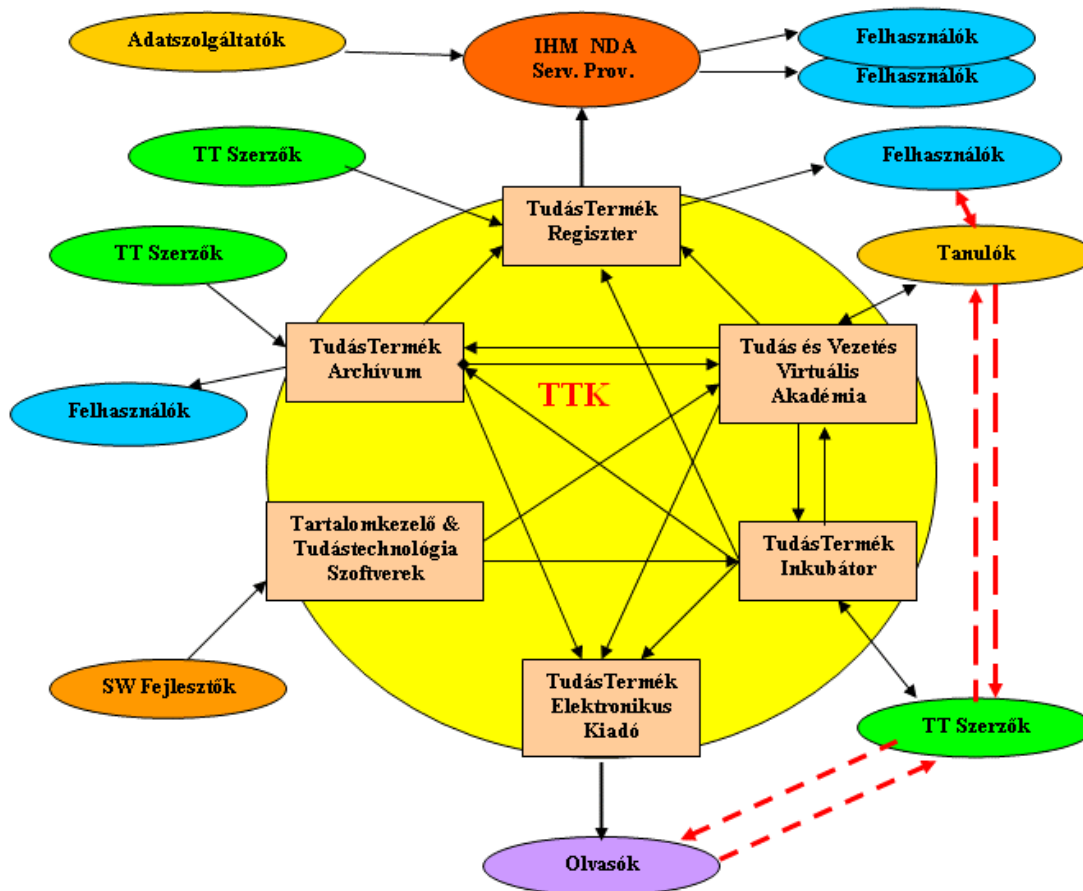 Adatszolgáltatók
IHM NDA
Serv. Prov.
Felhasználók
Felhasználók
TT Szerzők
Felhasználók
TudásTermék
Regiszter
TT Szerzők
Tanulók
TudásTermék
Archívum
Tudás és Vezetés
Virtuális
Akadémia
TTK
Felhasználók
Tartalomkezelő &
Tudástechnológia
Szoftverek
TudásTermék
Inkubátor
SW Fejlesztők
TudásTermék
Elektronikus
Kiadó
TT Szerzők
Olvasók